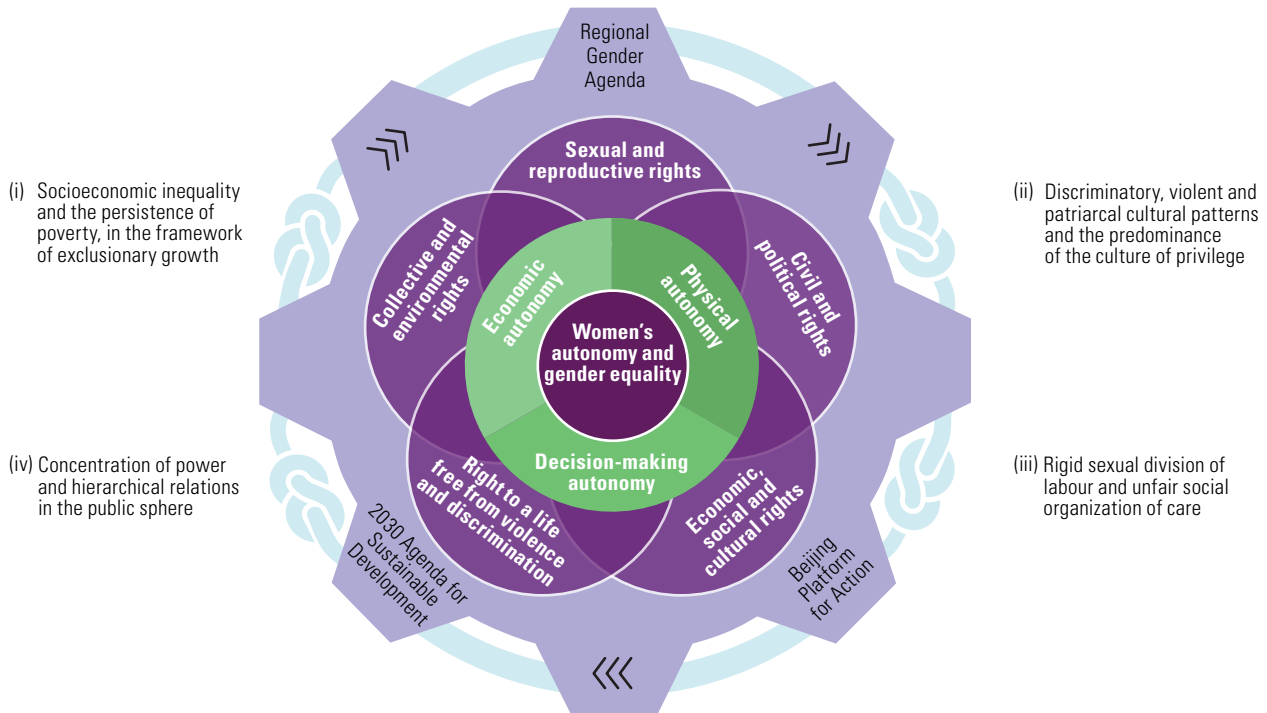 Regional
Gender
Agenda
Sexual and
reproductive rights
(i) Socioeconomic inequality
and the persistence of
poverty, in the framework
of exclusionary growth
(ii) Discriminatory, violent and
patriarcal cultural patterns
and the predominance
of the culture of privilege
Collective and
environmental
rights
Civil and
political rights
Economic
autonomy
Physical
autonomy
Women's
autonomy and
gender equality
Decision-making
autonomy
(iv) Concentration of power
and hierarchical relations
in the public sphere
(iii) Rigid sexual division of
labour and unfair social
organization of care
Right to a life
free from violence
and discrimination
Economic,
social and
cultural rights
2030 Agenda for
Sustainable
Development
Beijing
Platform
for Action